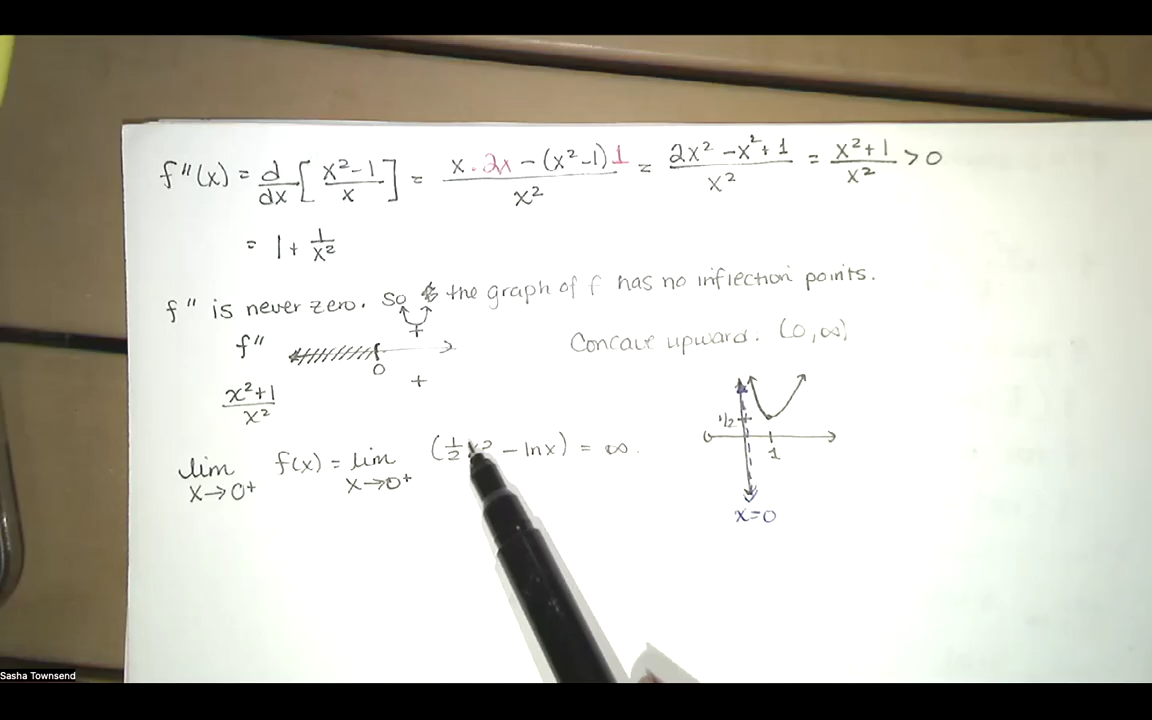 f''(x) = d/dx [ x²-1 / x ] = x·2x - (x²-1)1 / x² = 2x² - x² + 1 / x² = x²+1 / x² > 0
= 1 + 1/x²
f'' is never zero. So the graph of f has no inflection points.
+
f''
0
+
x²+1 / x²
Concave upward. (0, ∞)
1/2
1
x=0
lim x→0+ f(x) = lim x→0+ (1/2 x² - ln x) = ∞.
Sasha Townsend